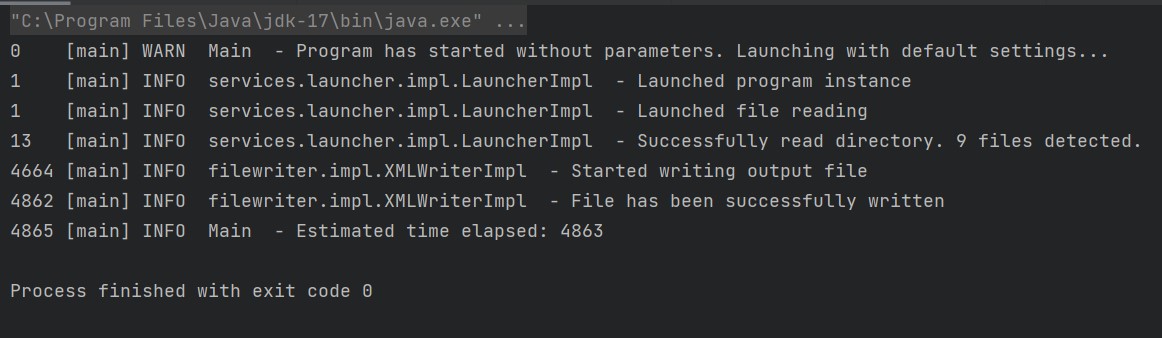 "C:\Program Files\Java\jdk-17\bin\java.exe" ...
0    [main] WARN  Main  - Program has started without parameters. Launching with default settings...
1    [main] INFO  services.launcher.impl.LauncherImpl  - Launched program instance
1    [main] INFO  services.launcher.impl.LauncherImpl  - Launched file reading
13   [main] INFO  services.launcher.impl.LauncherImpl  - Successfully read directory. 9 files detected.
4664 [main] INFO  filewriter.impl.XMLWriterImpl  - Started writing output file
4862 [main] INFO  filewriter.impl.XMLWriterImpl  - File has been successfully written
4865 [main] INFO  Main  - Estimated time elapsed: 4863
Process finished with exit code 0